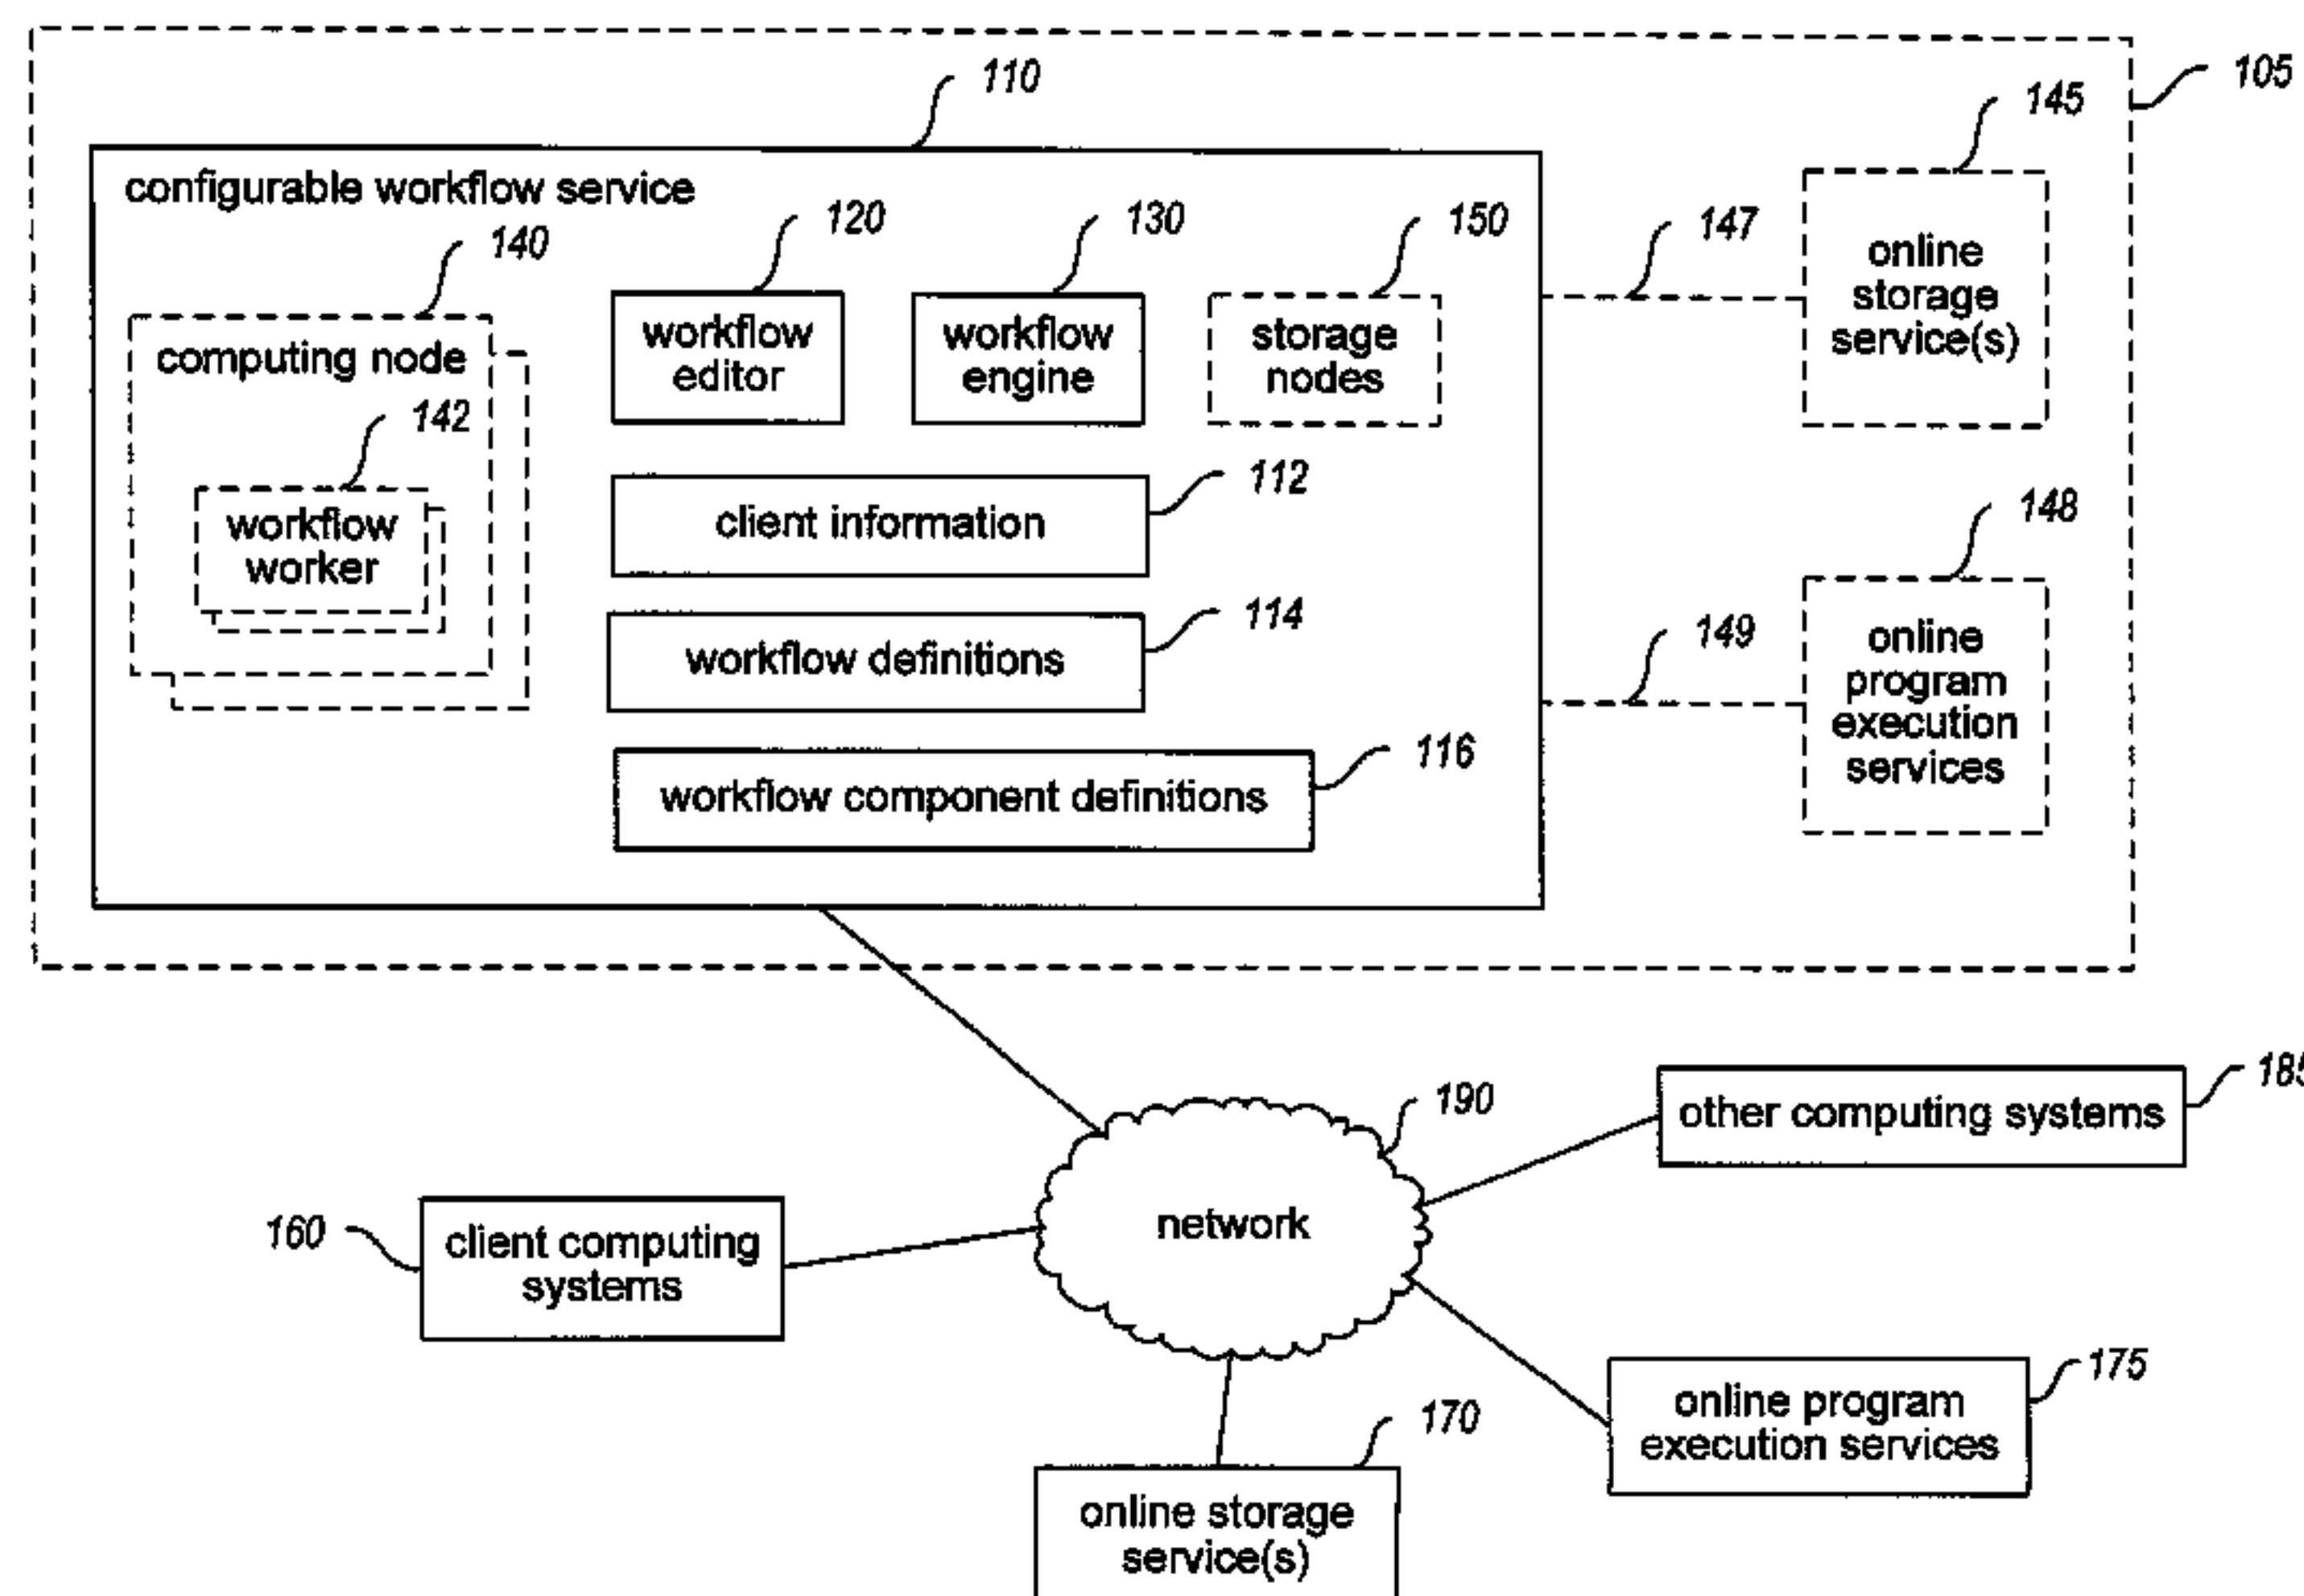 110
105
145
configurable workflow service
120
130
150
147
140
online
storage
service(s)
workflow
editor
workflow
engine
storage
nodes
computing node
142
112
148
workflow
worker
client information
114
149
online
program
execution
services
workflow definitions
116
workflow component definitions
185
190
other computing systems
160
client computing
systems
network
175
170
online program
execution services
online storage
service(s)